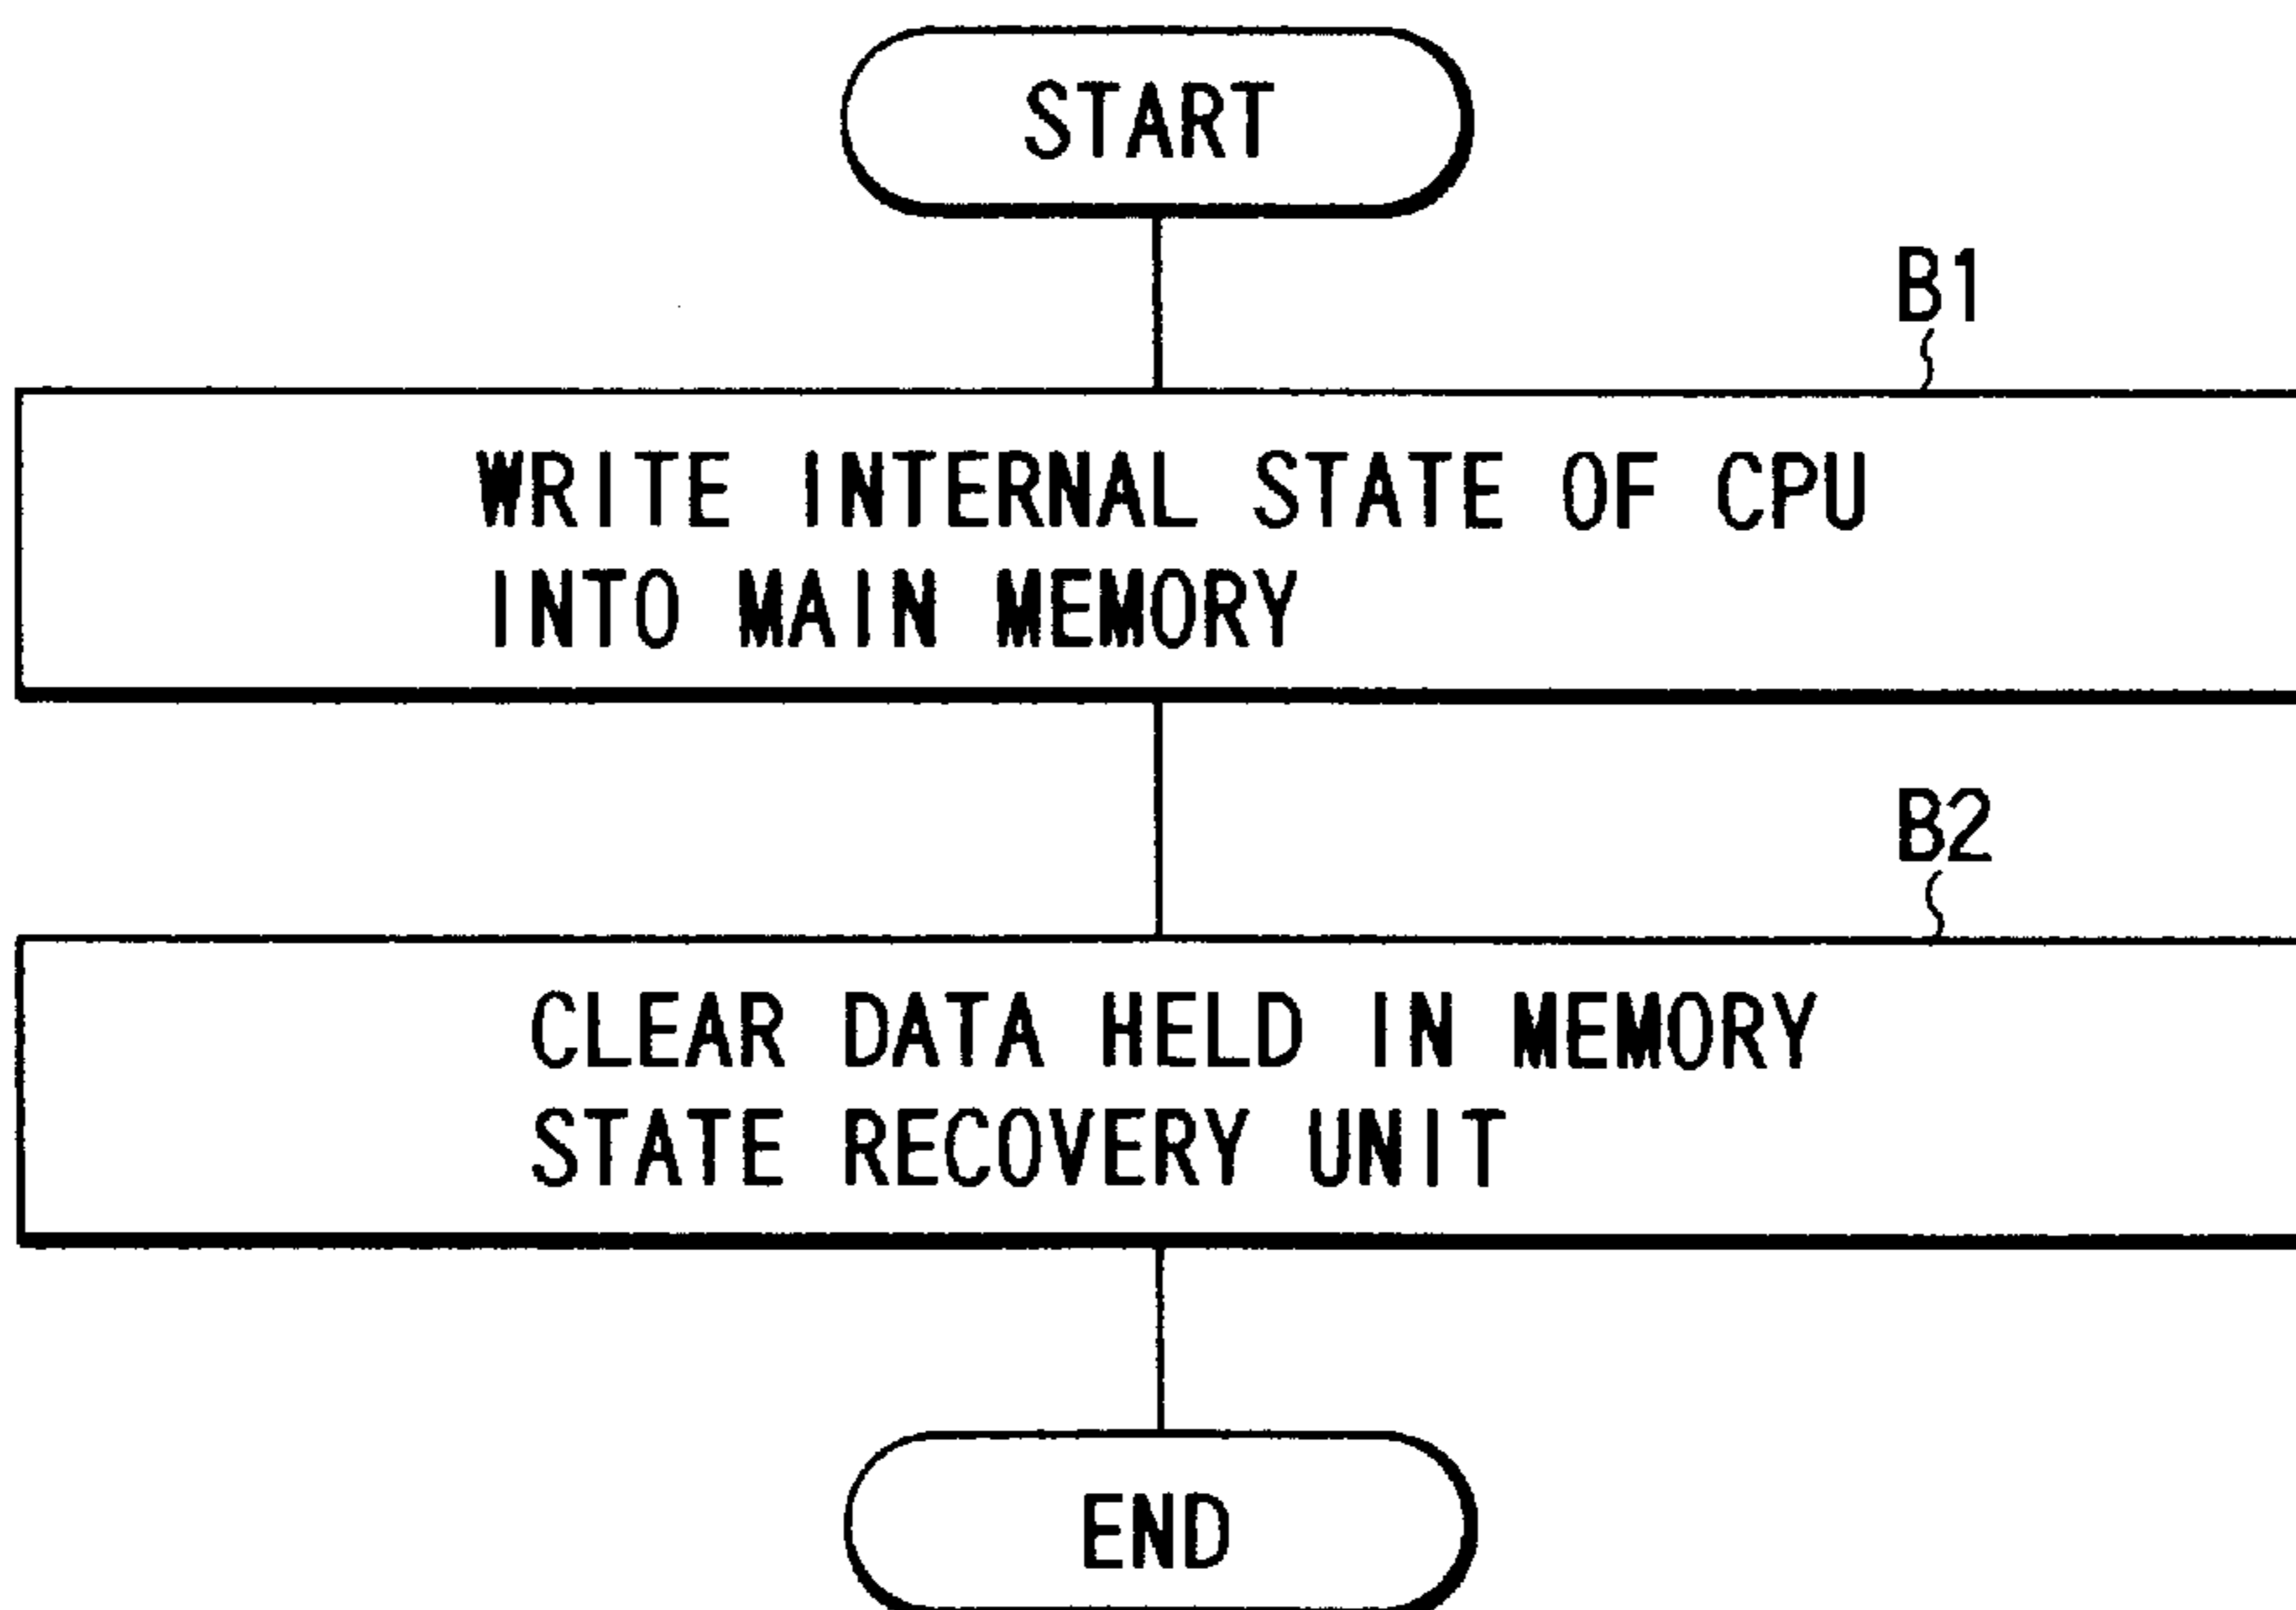 START
B1
WRITE INTERNAL STATE OF CPU
INTO MAIN MEMORY
B2
CLEAR DATA HELD IN MEMORY
STATE RECOVERY UNIT
END